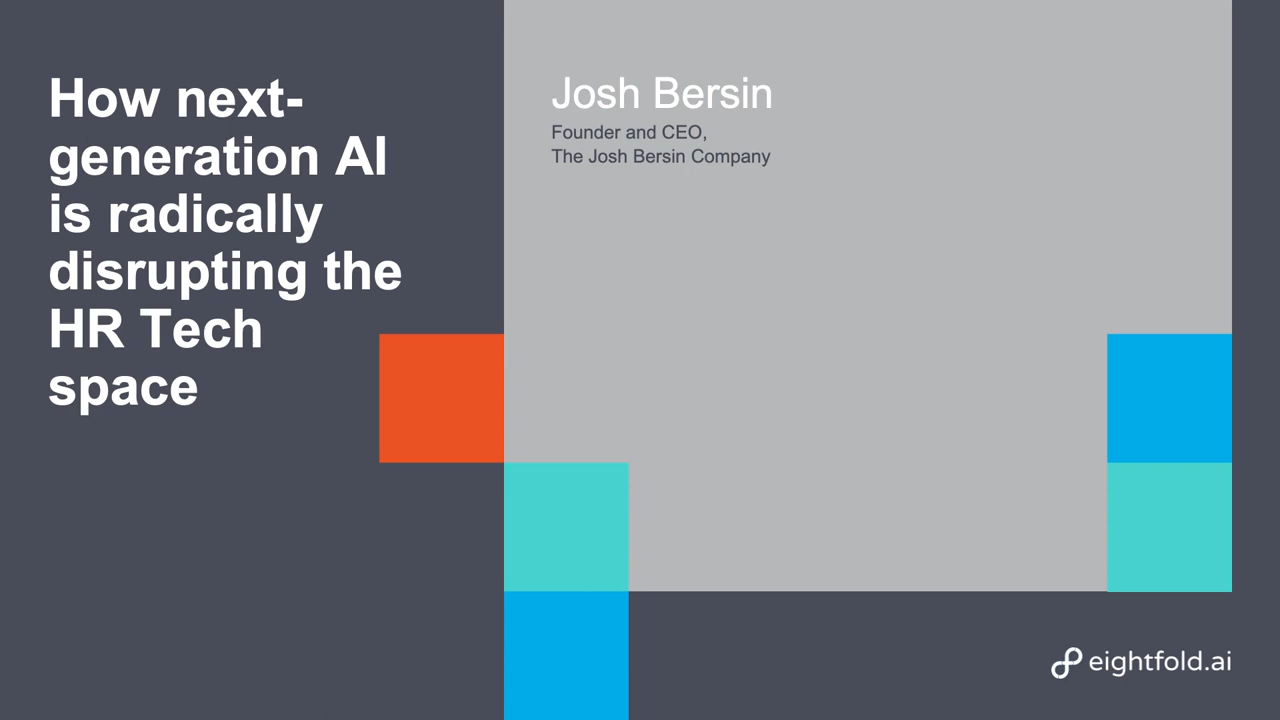 How next-
generation AI
is radically
disrupting the
HR Tech
space
Josh Bersin
Founder and CEO,
The Josh Bersin Company
eightfold.ai